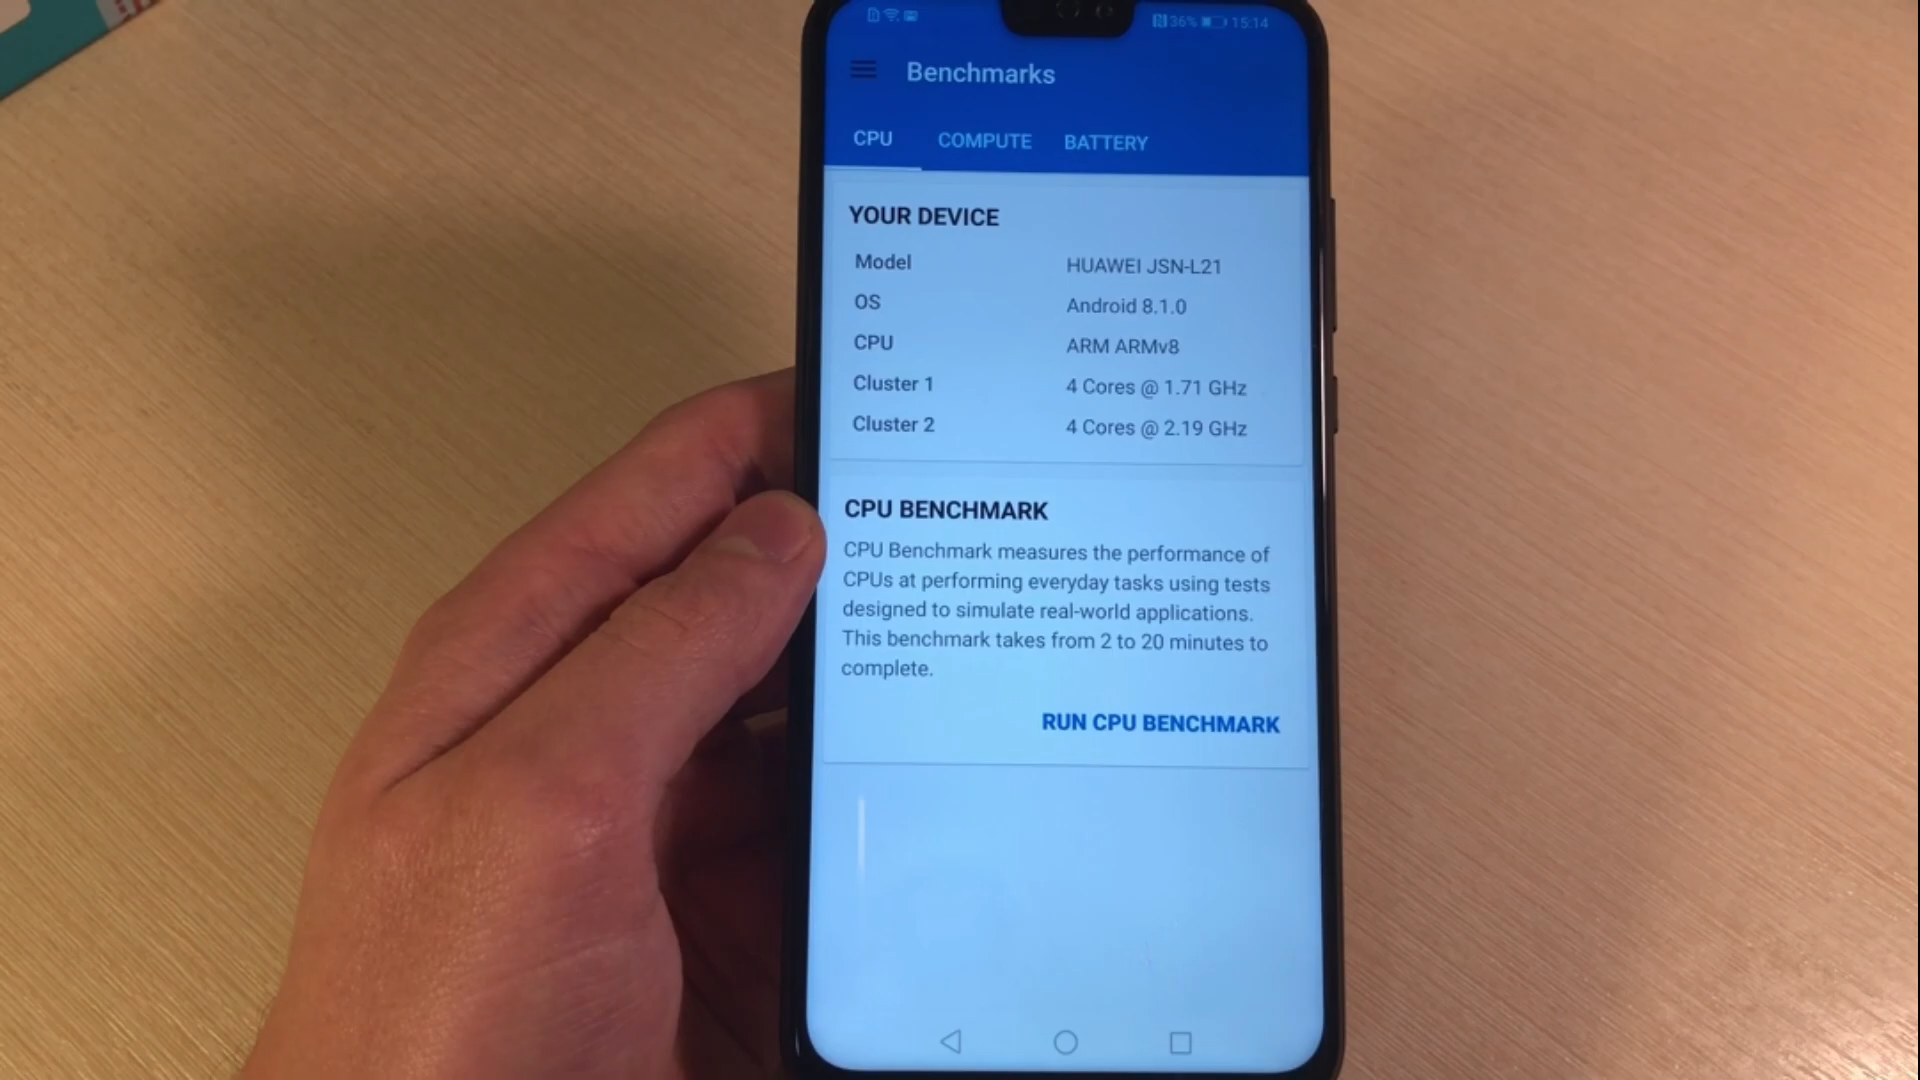 36% 15:14
Benchmarks
CPU COMPUTE BATTERY
YOUR DEVICE
Model HUAWEI JSN-L21
OS Android 8.1.0
CPU ARM ARMv8
Cluster 1 4 Cores @ 1.71 GHz
Cluster 2 4 Cores @ 2.19 GHz
CPU BENCHMARK
CPU Benchmark measures the performance of
CPUs at performing everyday tasks using tests
designed to simulate real-world applications.
This benchmark takes from 2 to 20 minutes to
complete.
RUN CPU BENCHMARK